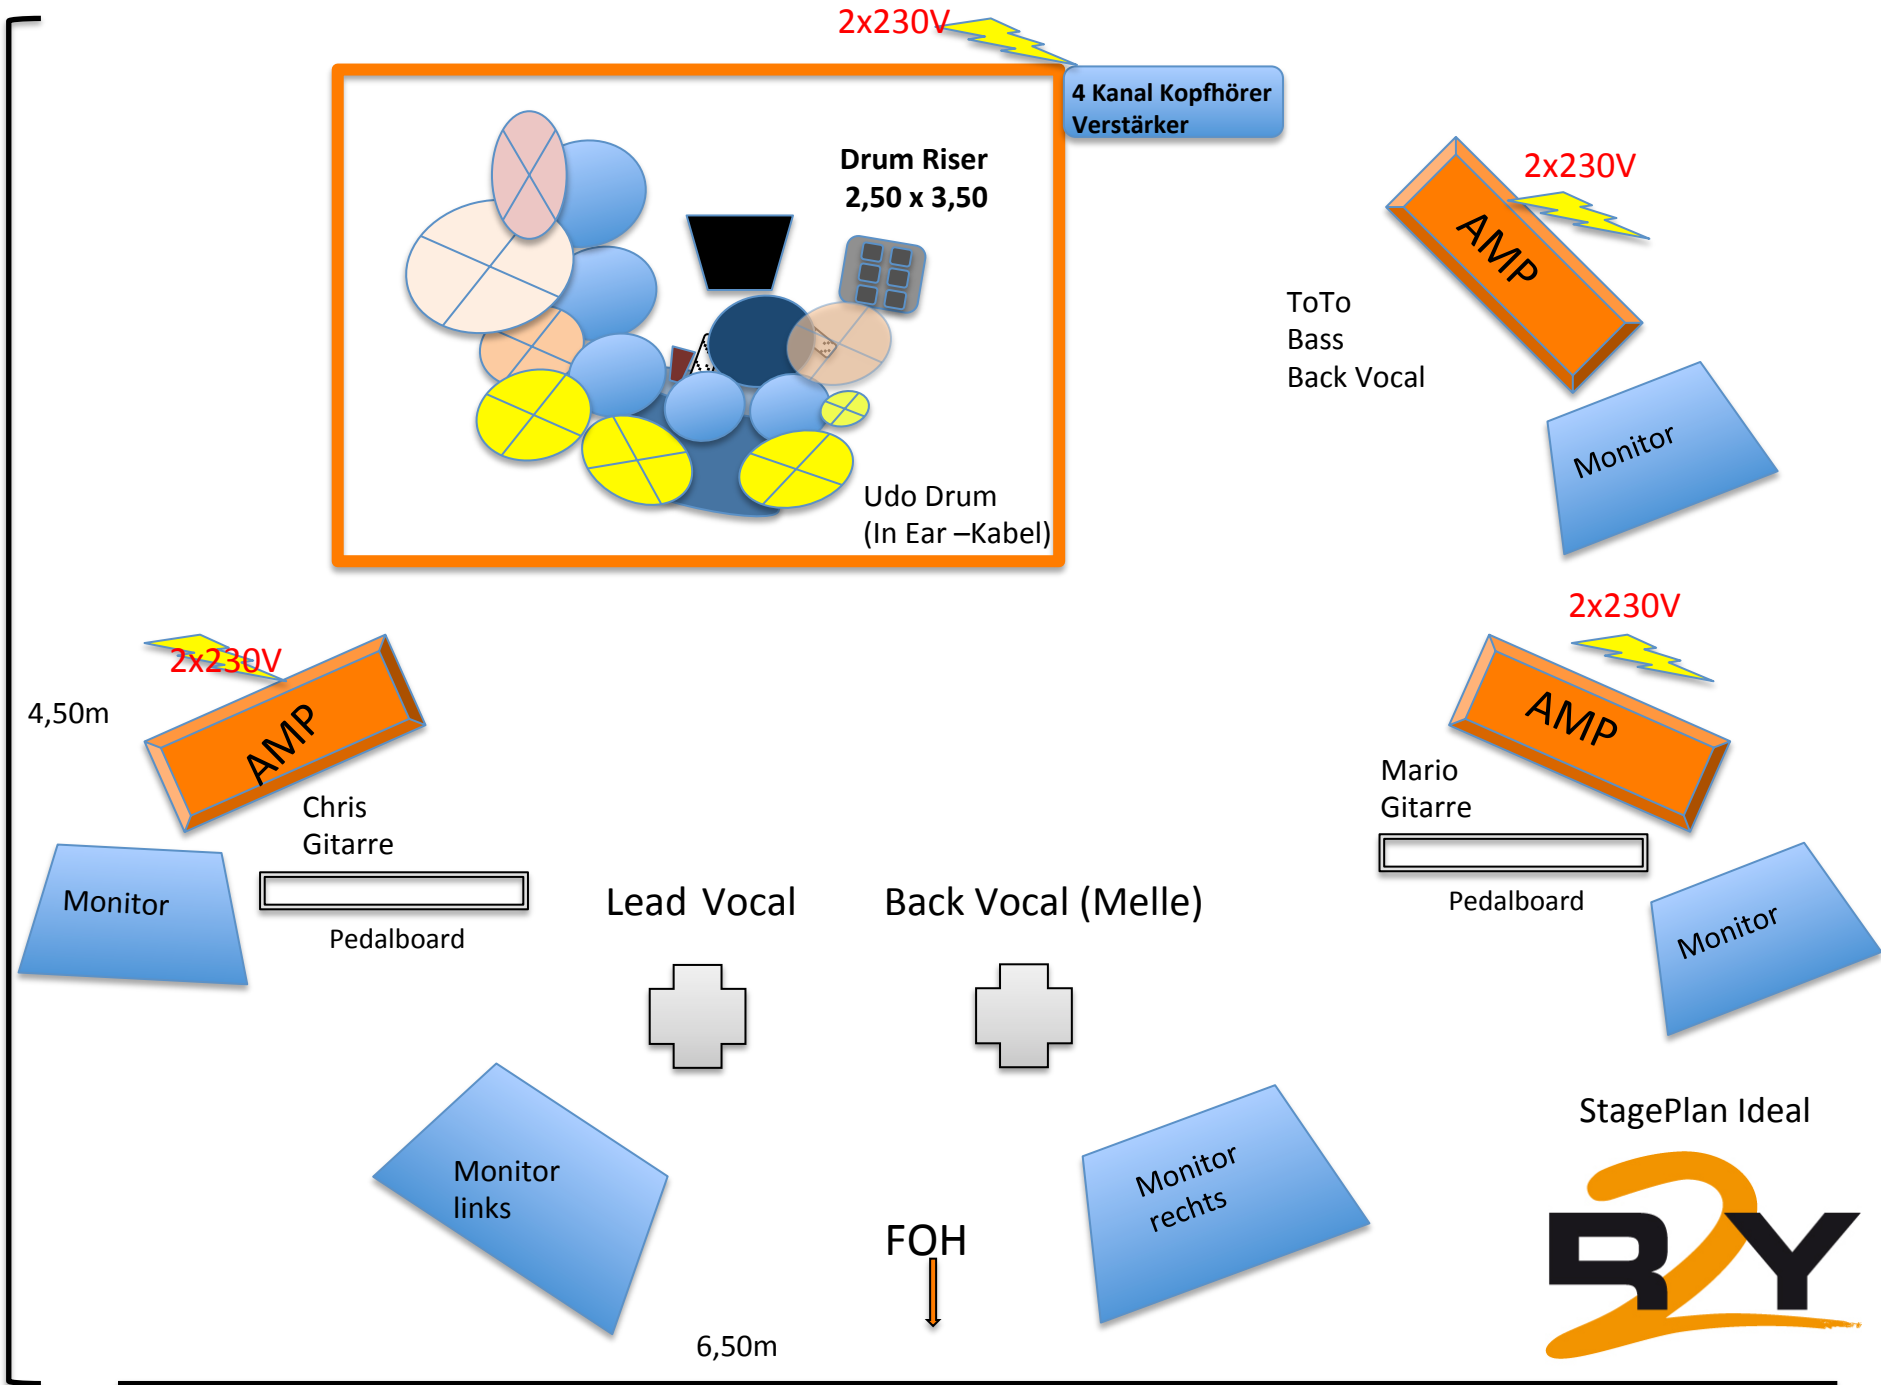 2x230V
4 Kanal Kopfhörer
Verstärker
Drum Riser
2,50 x 3,50
2x230V
AMP
ToTo
Bass
Back Vocal
Monitor
Udo Drum
(In Ear –Kabel)
2x230V
AMP
4,50m
2x230V
AMP
Chris
Gitarre
Mario
Gitarre
Monitor
Pedalboard
Lead Vocal
Back Vocal (Melle)
Pedalboard
Monitor
StagePlan Ideal
Monitor
links
Monitor
rechts
FOH
R2Y
6,50m